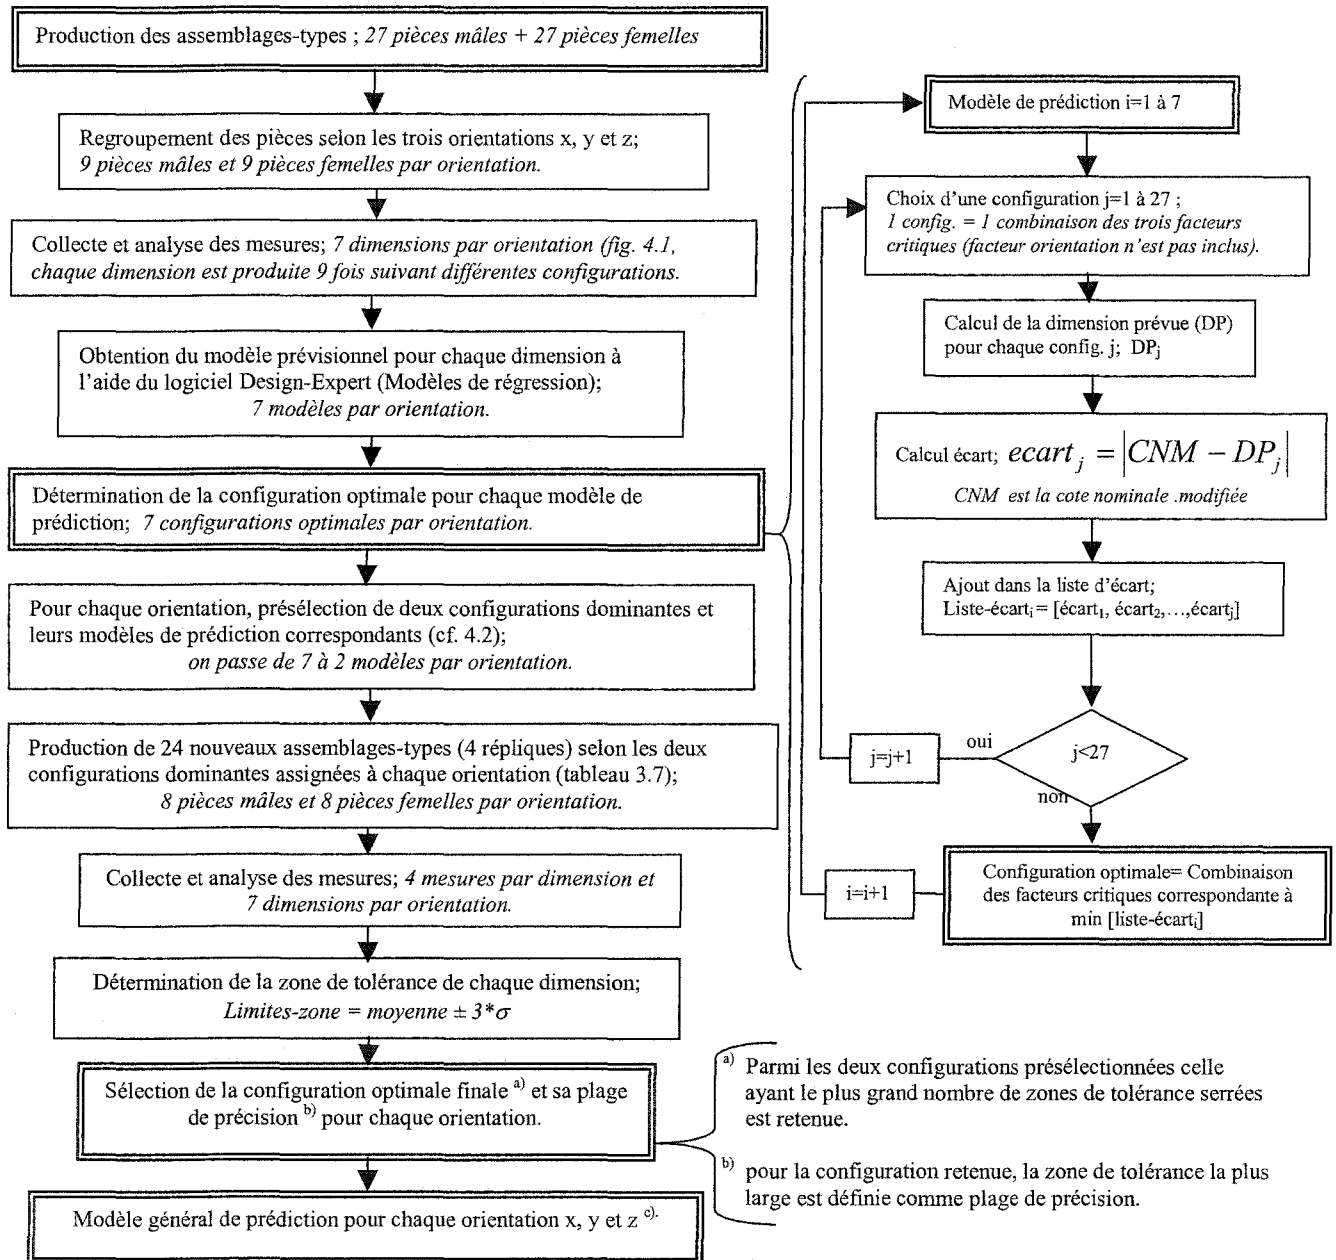 Production des assemblages-types ; 27 pièces mâles + 27 pièces femelles
Regroupement des pièces selon les trois orientations x, y et z;
9 pièces mâles et 9 pièces femelles par orientation.
Collecte et analyse des mesures; 7 dimensions par orientation (fig. 4.1,
chaque dimension est produite 9 fois suivant différentes configurations.
Obtention du modèle prévisionnel pour chaque dimension à
l'aide du logiciel Design-Expert (Modèles de régression);
7 modèles par orientation.
Détermination de la configuration optimale pour chaque modèle de
prédiction; 7 configurations optimales par orientation.
Pour chaque orientation, présélection de deux configurations dominantes et
leurs modèles de prédiction correspondants (cf. 4.2);
on passe de 7 à 2 modèles par orientation.
Production de 24 nouveaux assemblages-types (4 répliques) selon les deux
configurations dominantes assignées à chaque orientation (tableau 3.7);
8 pièces mâles et 8 pièces femelles par orientation.
Collecte et analyse des mesures; 4 mesures par dimension et
7 dimensions par orientation.
Détermination de la zone de tolérance de chaque dimension;
Limites-zone = moyenne ± 3*σ
Sélection de la configuration optimale finale a) et sa plage
de précision b) pour chaque orientation.
Modèle général de prédiction pour chaque orientation x, y et z c).
Modèle de prédiction i=1 à 7
Choix d'une configuration j=1 à 27 ;
1 config. = 1 combinaison des trois facteurs
critiques (facteur orientation n'est pas inclus).
Calcul de la dimension prévue (DP)
pour chaque config. j; DPj
Calcul écart; ecart j = |CNM − DPj|
CNM est la cote nominale .modifiée
Ajout dans la liste d'écart;
Liste-écarti = [écart1, écart2,…,écartj]
j<27
oui
j=j+1
non
Configuration optimale= Combinaison
des facteurs critiques correspondante à
min [liste-écarti]
i=i+1
a) Parmi les deux configurations présélectionnées celle
ayant le plus grand nombre de zones de tolérance serrées
est retenue.
b) pour la configuration retenue, la zone de tolérance la plus
large est définie comme plage de précision.